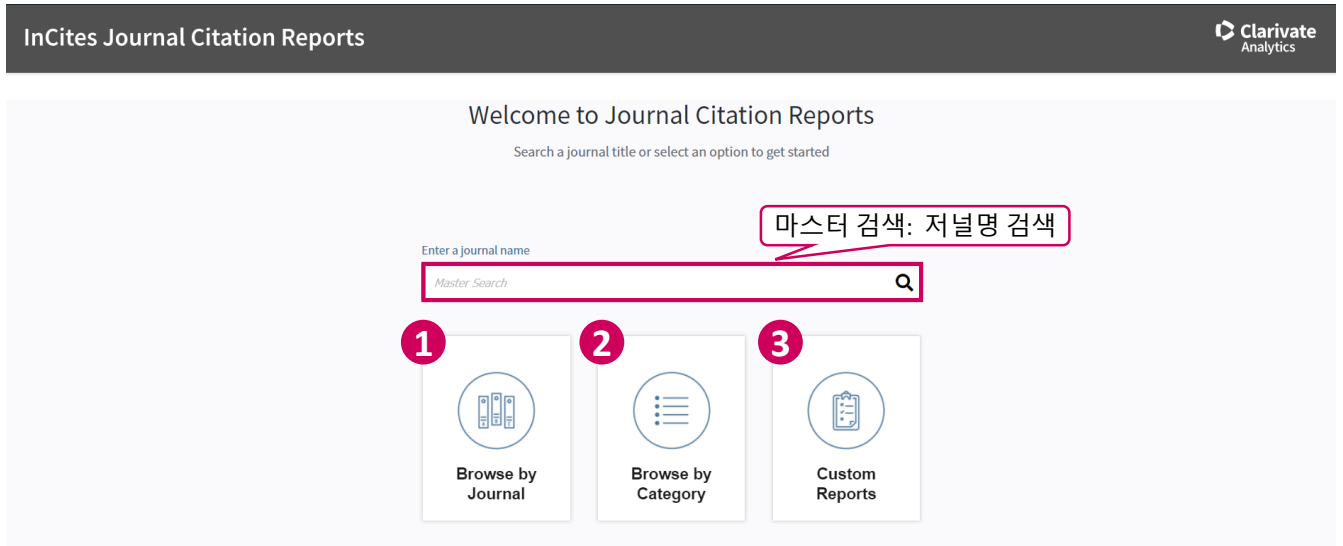 InCites Journal Citation Reports
Clarivate
Analytics
Welcome to Journal Citation Reports
Search a journal title or select an option to get started
마스터 검색: 저널명 검색
Enter a journal name
Master Search
1
2
3
Browse by
Journal
Browse by
Category
Custom
Reports